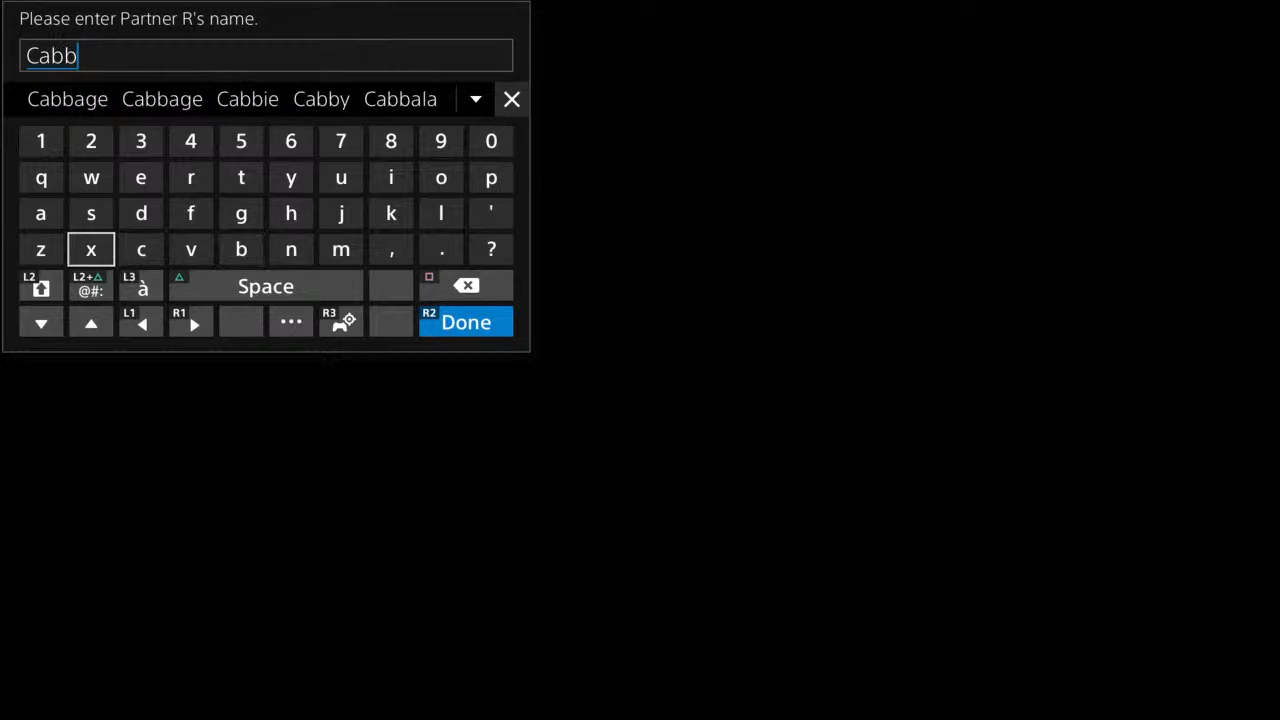 Please enter Partner R's name.
Cabb
Cabbage Cabbage Cabbie Cabby Cabbala
1 2 3 4 5 6 7 8 9 0
q w e r t y u i o p
a s d f g h j k l '
z x c v b n m , . ?
L2 L2+△ @#: L3 à △ Space □
L1 R1 ... R3 R2 Done